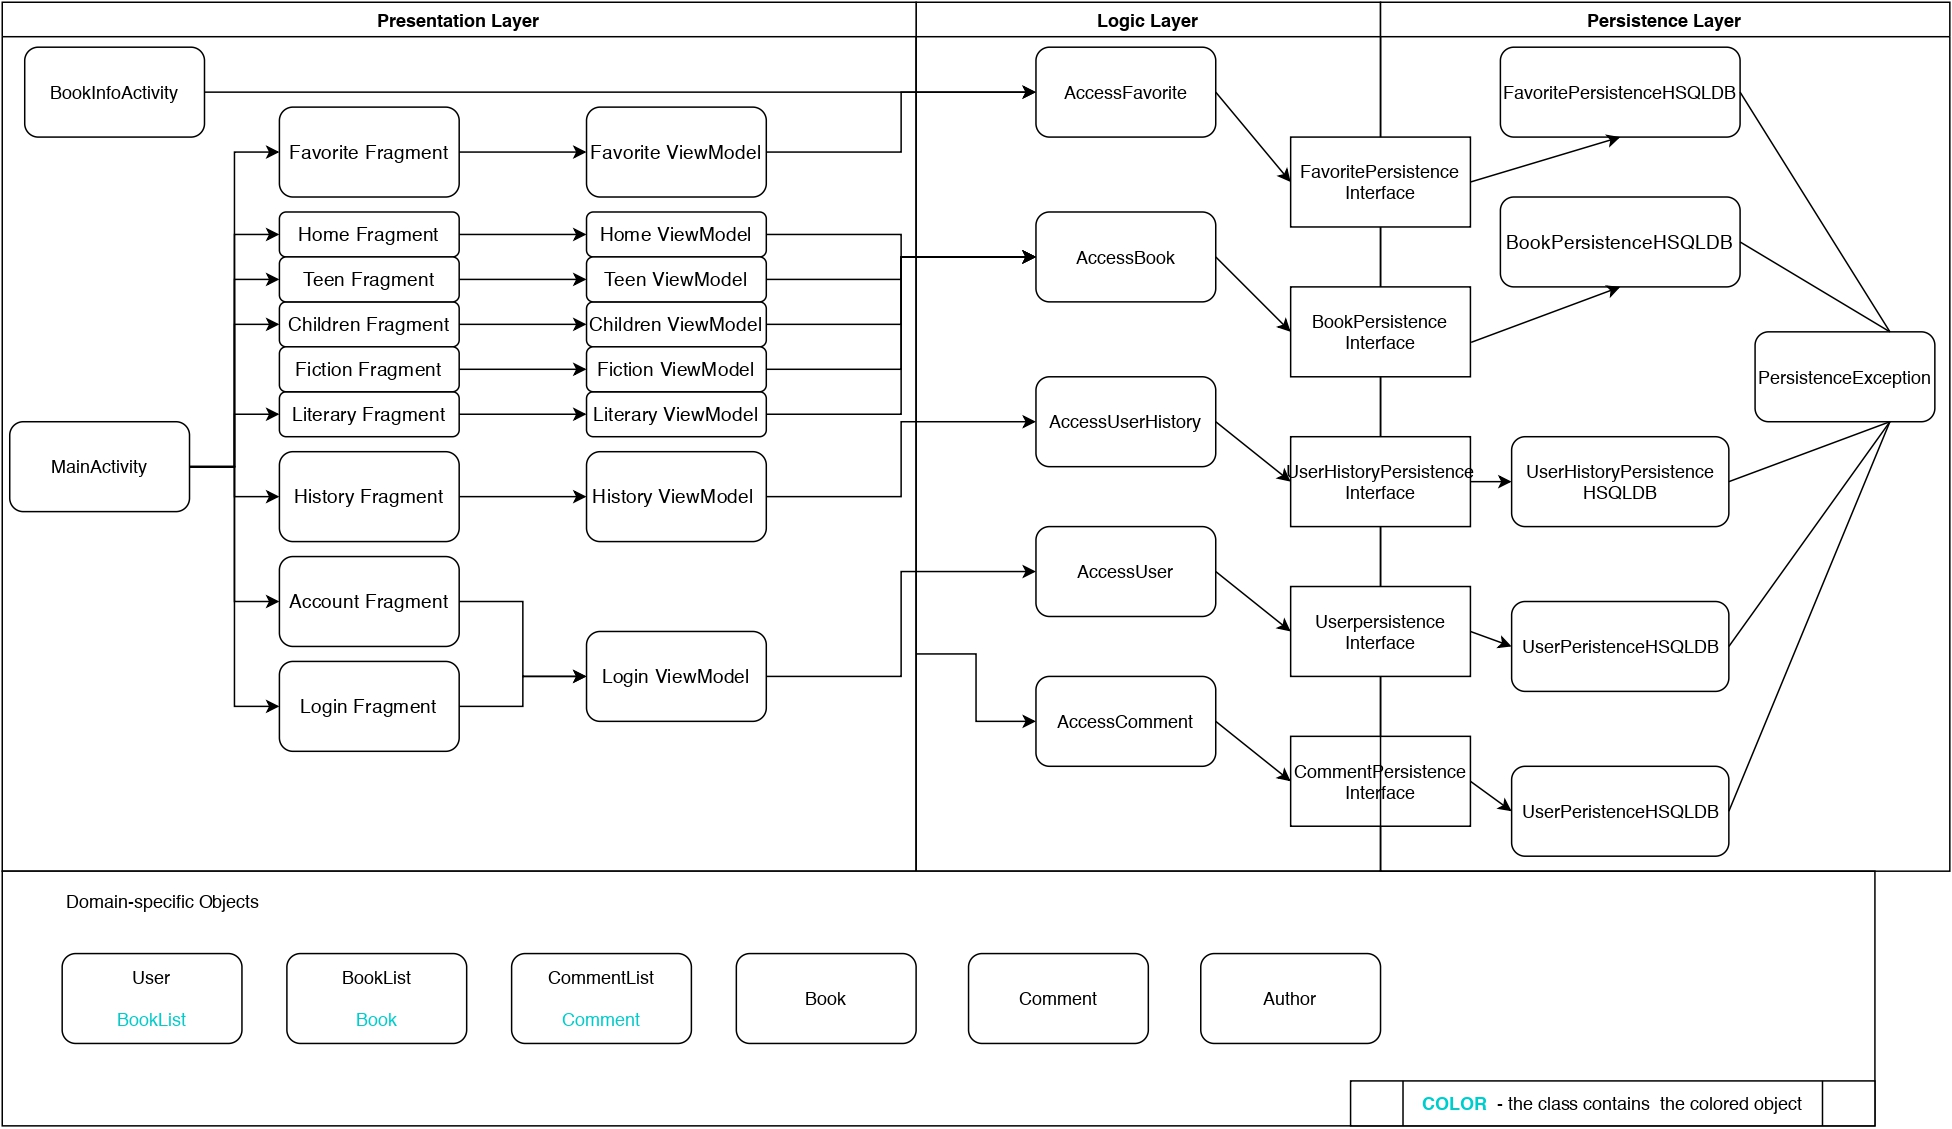 Presentation Layer
Logic Layer
Persistence Layer
BookInfoActivity
AccessFavorite
FavoritePersistenceHSQLDB
Favorite Fragment
Favorite ViewModel
FavoritePersistence
Interface
Home Fragment
Home ViewModel
AccessBook
BookPersistenceHSQLDB
Teen Fragment
Teen ViewModel
Children Fragment
Children ViewModel
BookPersistence
Interface
Fiction Fragment
Fiction ViewModel
PersistenceException
Literary Fragment
Literary ViewModel
AccessUserHistory
MainActivity
History Fragment
History ViewModel
UserHistoryPersistence
Interface
UserHistoryPersistence
HSQLDB
AccessUser
Account Fragment
Userpersistence
Interface
UserPeristenceHSQLDB
Login ViewModel
Login Fragment
AccessComment
CommentPersistence
Interface
UserPeristenceHSQLDB
Domain-specific Objects
User
BookList
BookList
Book
CommentList
Comment
Book
Comment
Author
COLOR - the class contains the colored object